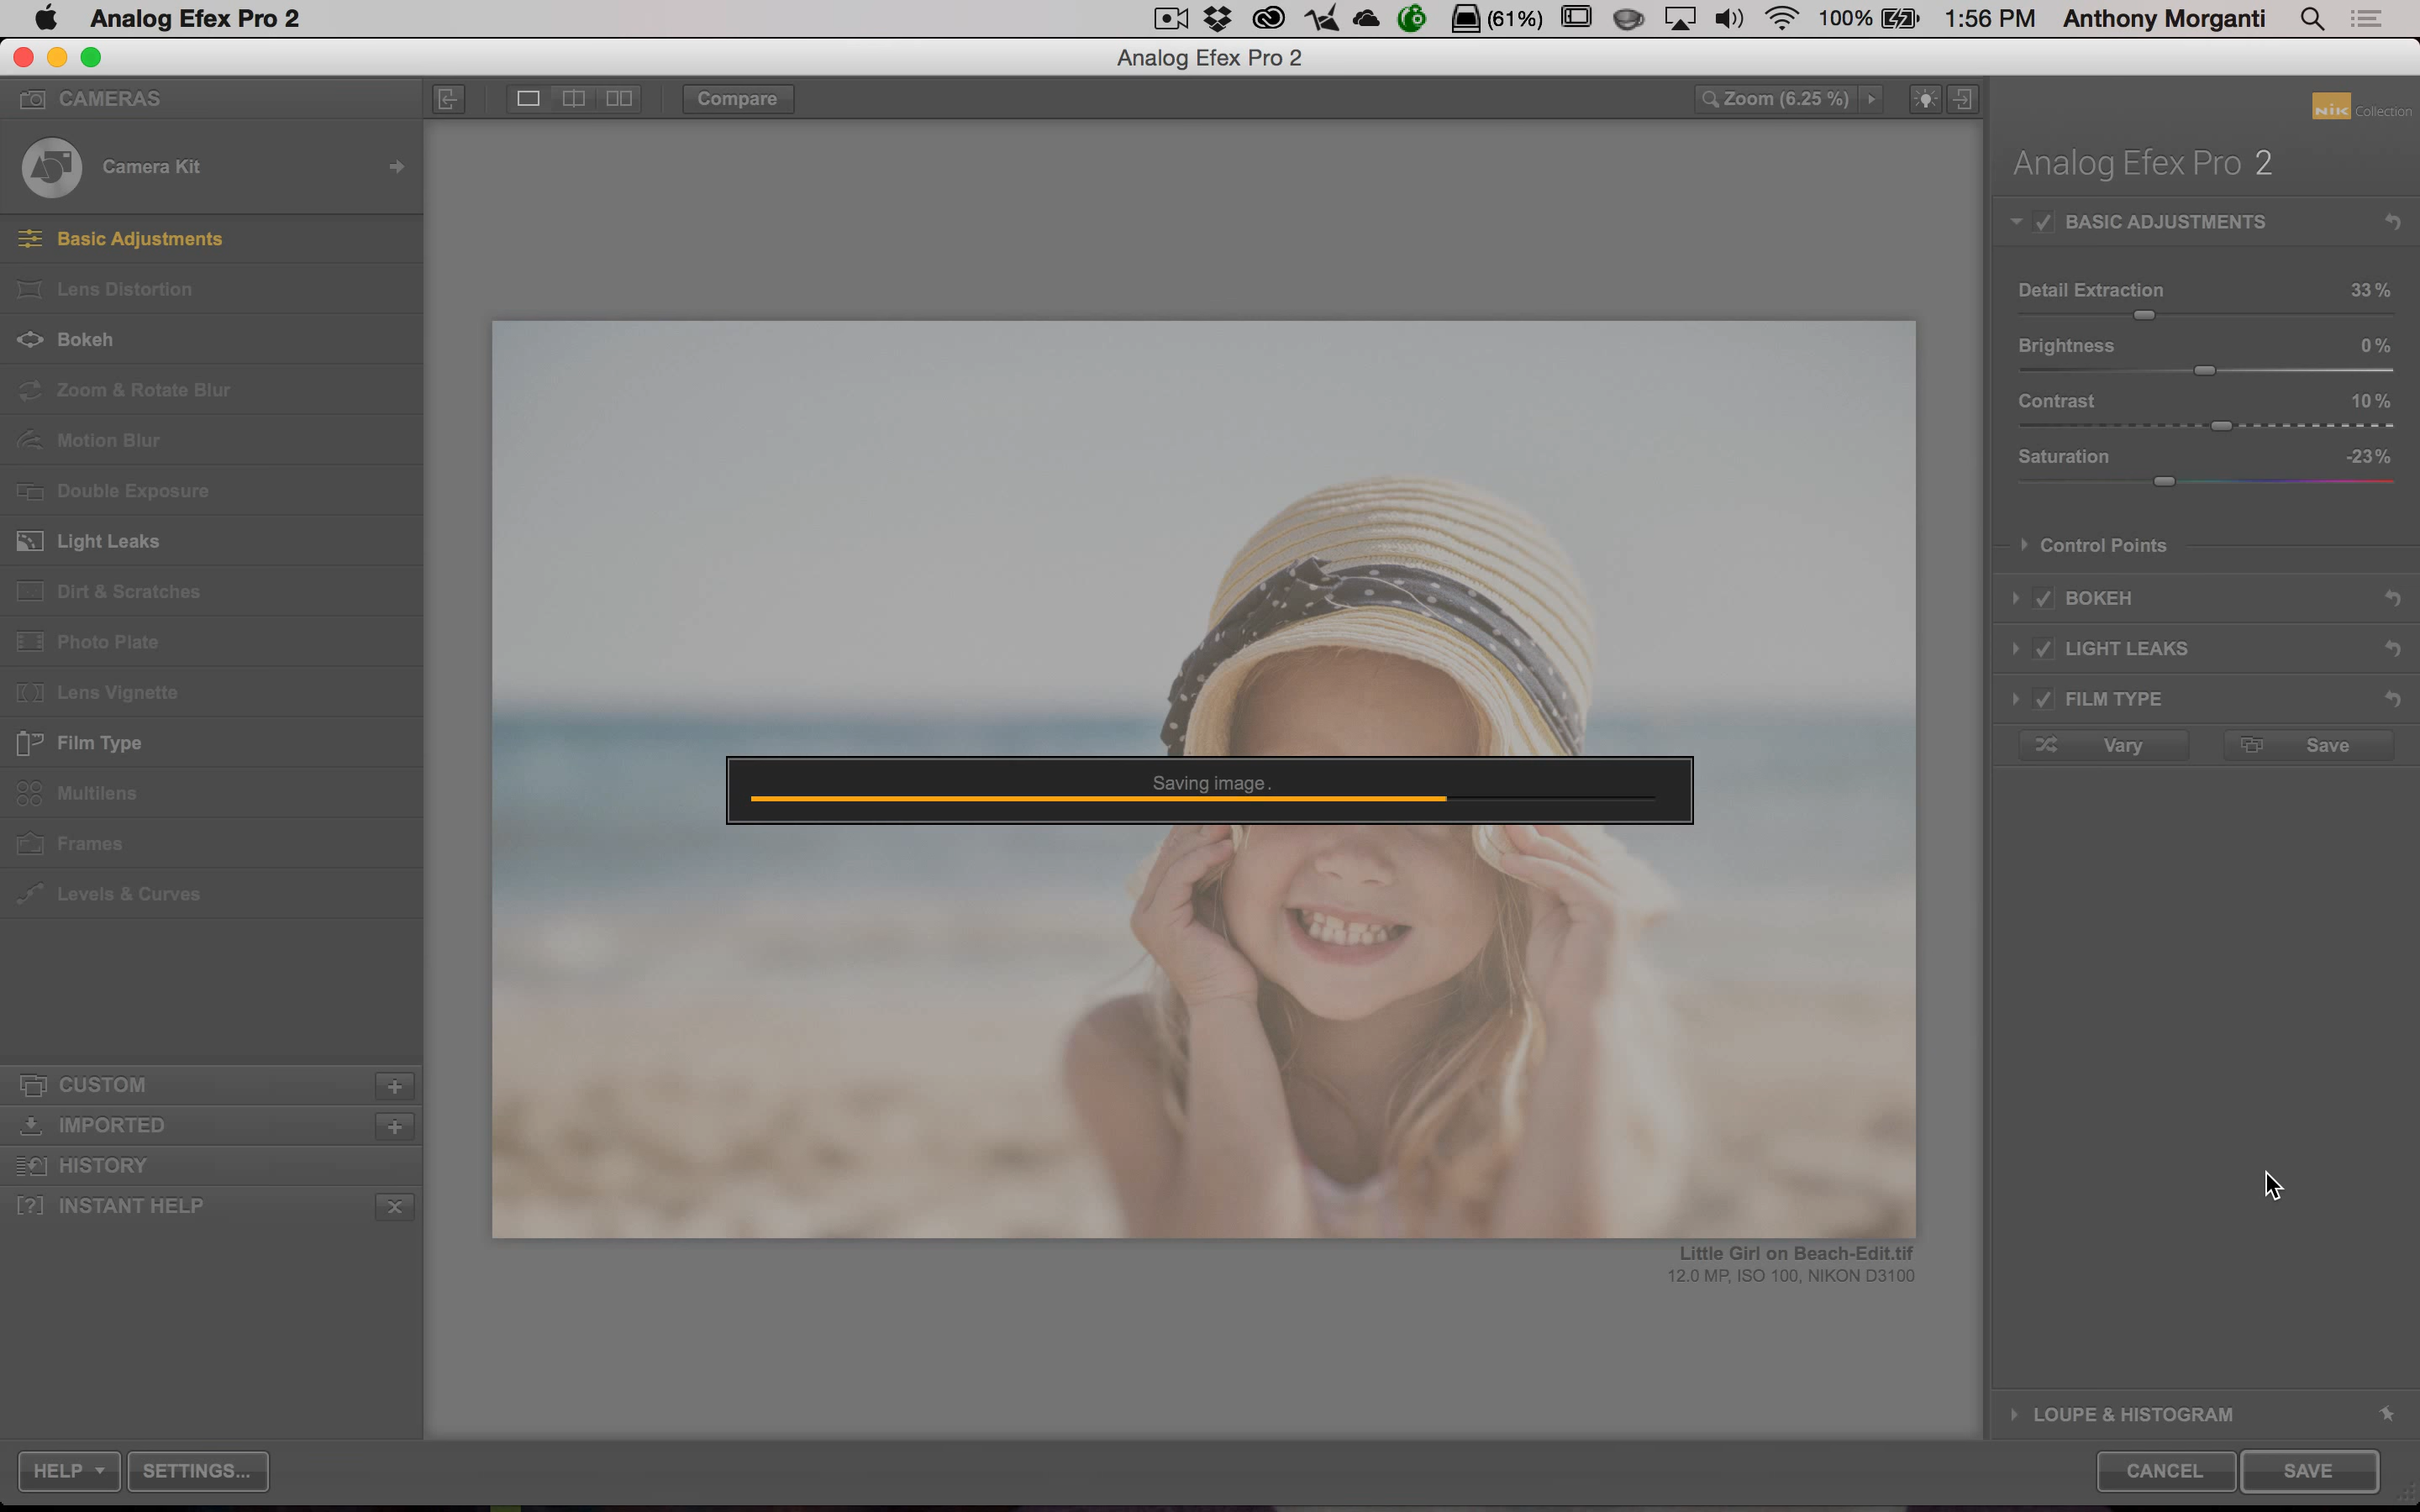 Analog Efex Pro 2
(61%)
100%
1:56 PM
Anthony Morganti
Analog Efex Pro 2
CAMERAS
Compare
Zoom (6.25 %)
Nik Collection
Camera Kit
Analog Efex Pro 2
Basic Adjustments
Lens Distortion
Bokeh
Zoom & Rotate Blur
Motion Blur
Double Exposure
Light Leaks
Dirt & Scratches
Photo Plate
Lens Vignette
Film Type
Multilens
Frames
Levels & Curves
CUSTOM
IMPORTED
HISTORY
[?] INSTANT HELP
HELP
SETTINGS...
Saving image.
Little Girl on Beach-Edit.tif
12.0 MP, ISO 100, NIKON D3100
BASIC ADJUSTMENTS
Detail Extraction 33 %
Brightness 0 %
Contrast 10 %
Saturation -23%
Control Points
BOKEH
LIGHT LEAKS
FILM TYPE
Vary
Save
LOUPE & HISTOGRAM
CANCEL
SAVE